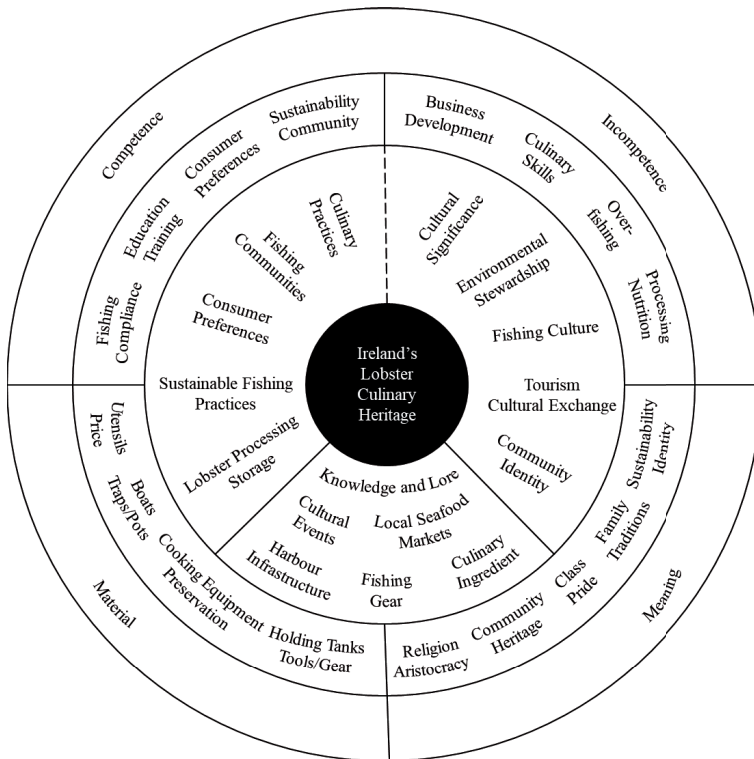 Competence
Incompetence
Material
Meaning
Fishing
Compliance
Education
Training
Consumer
Preferences
Sustainability
Community
Business
Development
Culinary
Skills
Over-
fishing
Processing
Nutrition
Sustainability
Identity
Family
Traditions
Class
Pride
Community
Heritage
Religion
Aristocracy
Holding Tanks
Tools/Gear
Cooking Equipment
Preservation
Boats
Traps/Pots
Utensils
Price
Culinary
Practices
Fishing
Communities
Consumer
Preferences
Sustainable Fishing
Practices
Lobster Processing
Storage
Cultural
Significance
Environmental
Stewardship
Fishing Culture
Tourism
Cultural Exchange
Community
Identity
Knowledge and Lore
Cultural
Events
Local Seafood
Markets
Harbour
Infrastructure
Fishing
Gear
Culinary
Ingredient
Ireland’s
Lobster
Culinary
Heritage